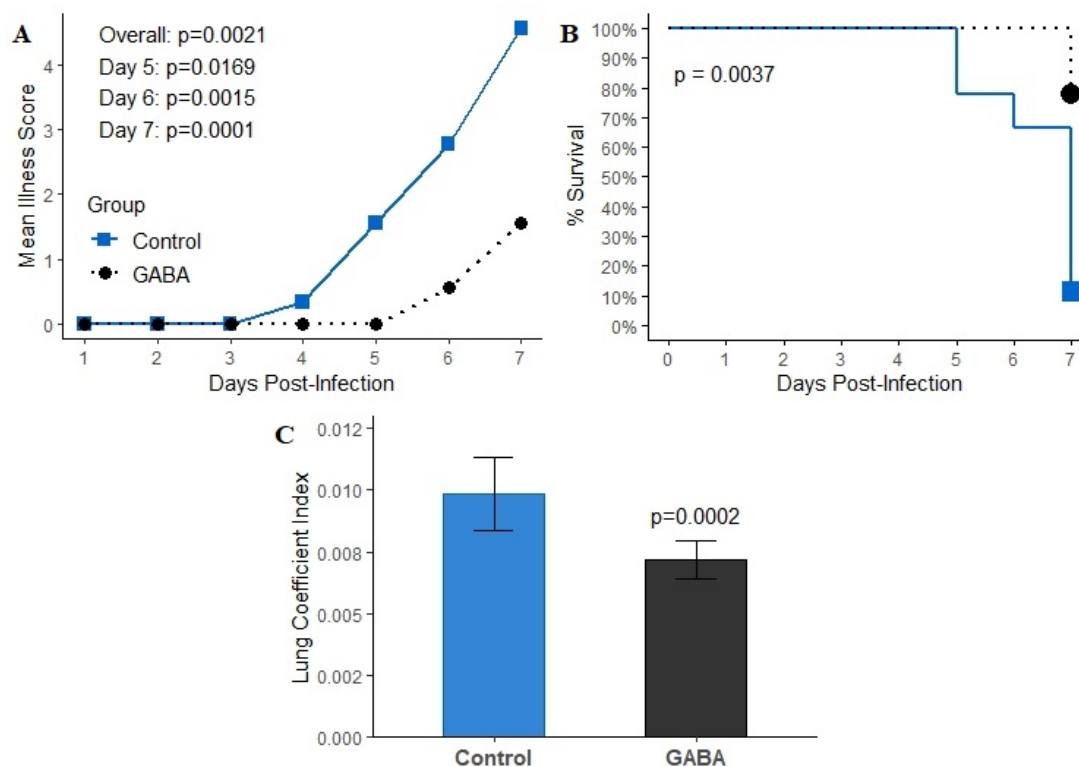 A
Overall: p=0.0021
Day 5: p=0.0169
Day 6: p=0.0015
Day 7: p=0.0001
Group
Control
GABA
Mean Illness Score
4
3
2
1
0
1 2 3 4 5 6 7
Days Post-Infection
B
p = 0.0037
% Survival
100%
90%
80%
70%
60%
50%
40%
30%
20%
10%
0%
0 1 2 3 4 5 6 7
Days Post-Infection
C
Lung Coefficient Index
0.012
0.010
0.008
0.005
0.002
0.000
p=0.0002
Control GABA